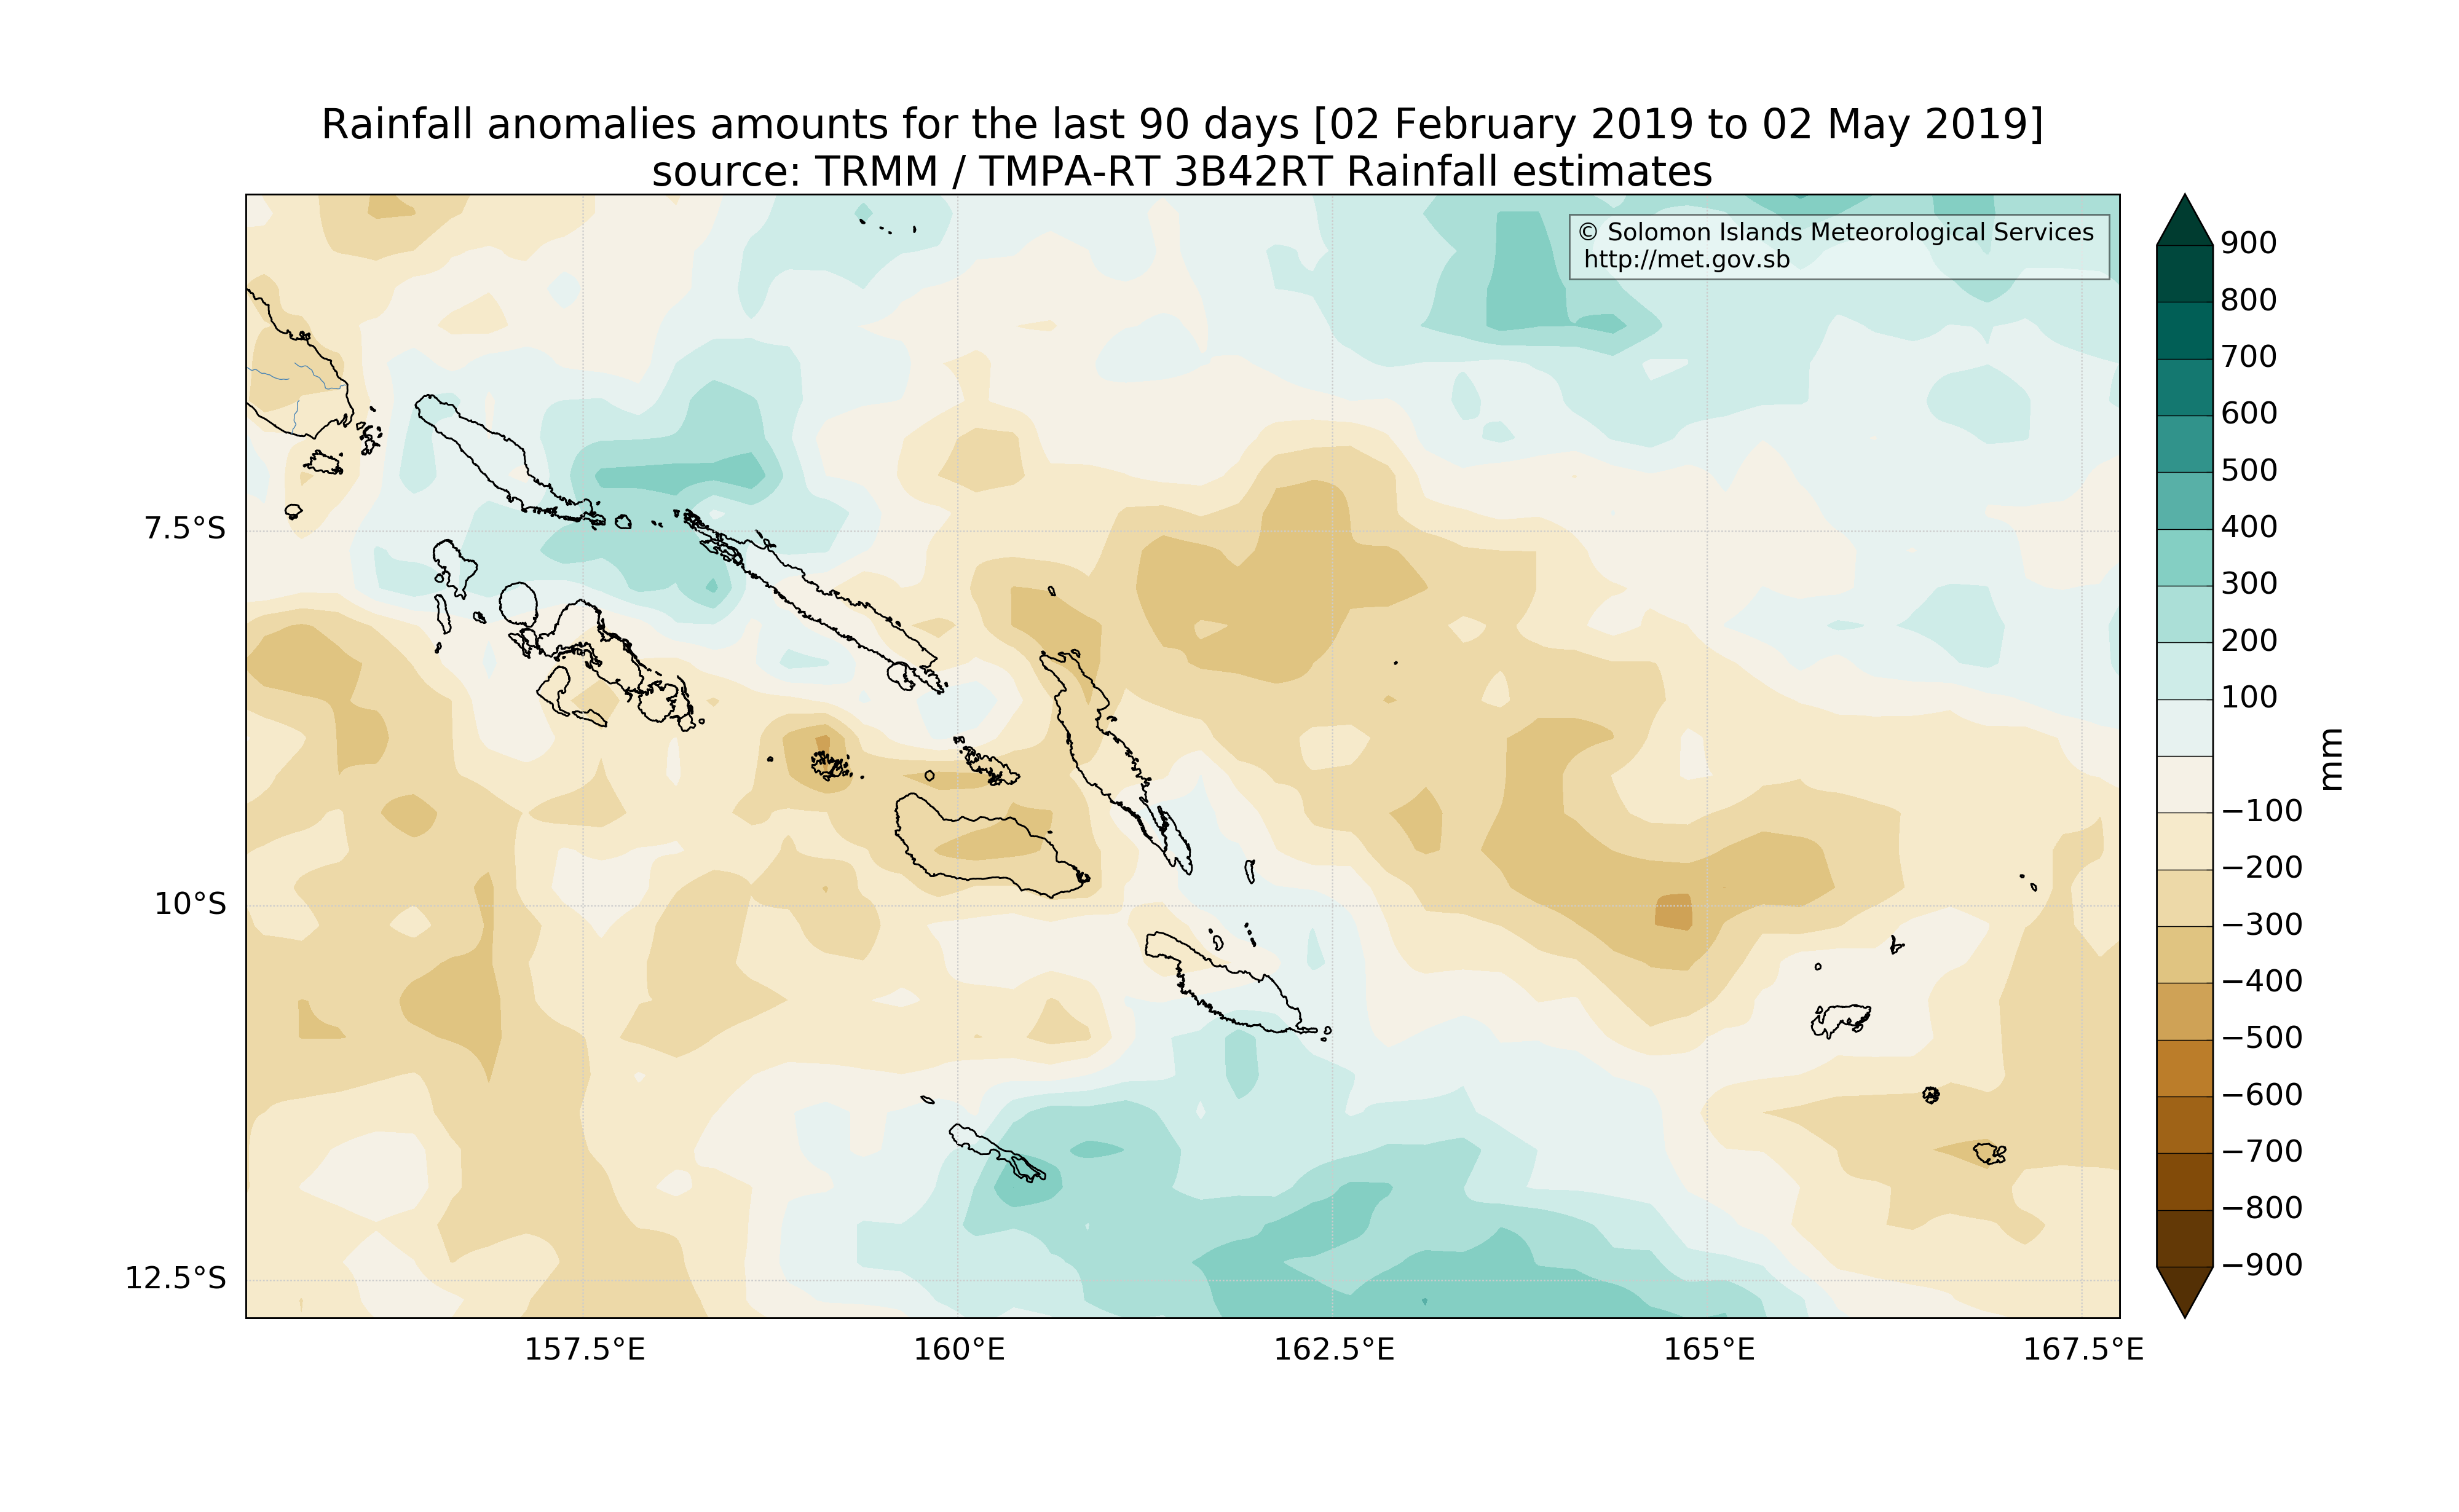 Rainfall anomalies amounts for the last 90 days [02 February 2019 to 02 May 2019]
source: TRMM / TMPA-RT 3B42RT Rainfall estimates
© Solomon Islands Meteorological Services
http://met.gov.sb
7.5°S
10°S
12.5°S
157.5°E
160°E
162.5°E
165°E
167.5°E
900
800
700
600
500
400
300
200
100
−100
−200
−300
−400
−500
−600
−700
−800
−900
mm